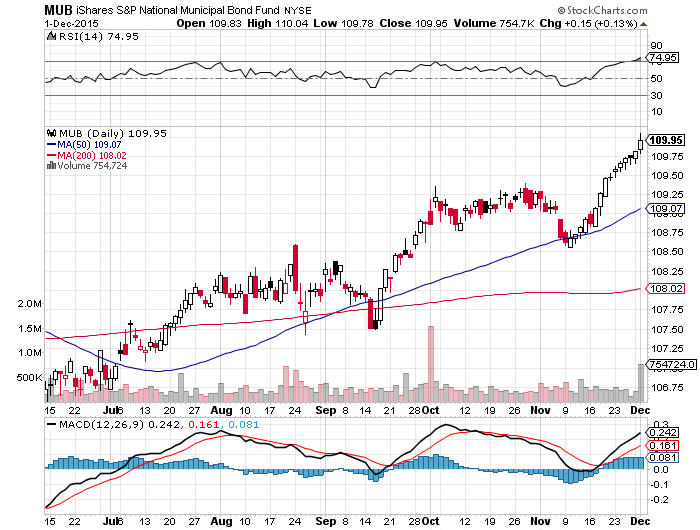 MUB iShares S&P National Municipal Bond Fund NYSE © StockCharts.com
1-Dec-2015 Open 109.83 High 110.04 Low 109.78 Close 109.95 Volume 754.7K Chg +0.15 (+0.13%)
RSI(14) 74.95
90
74.95
70
50
30
10
MUB (Daily) 109.95
MA(50) 109.07
MA(200) 108.02
Volume 754,724
109.95
109.75
109.50
109.25
109.07
108.75
108.50
108.25
108.02
107.75
107.50
107.25
107.00
754724.0
106.75
2.0M
1.5M
1.0M
500K
15 22 Jul 6 13 20 27 Aug 10 17 24 Sep 8 14 21 28 Oct 12 19 26 Nov 9 16 23 Dec
MACD(12,26,9) 0.242, 0.161, 0.081
0.3
0.242
0.161
0.081
0.0
-0.1
-0.2
15 22 Jul 6 13 20 27 Aug 10 17 24 Sep 8 14 21 28 Oct 12 19 26 Nov 9 16 23 Dec